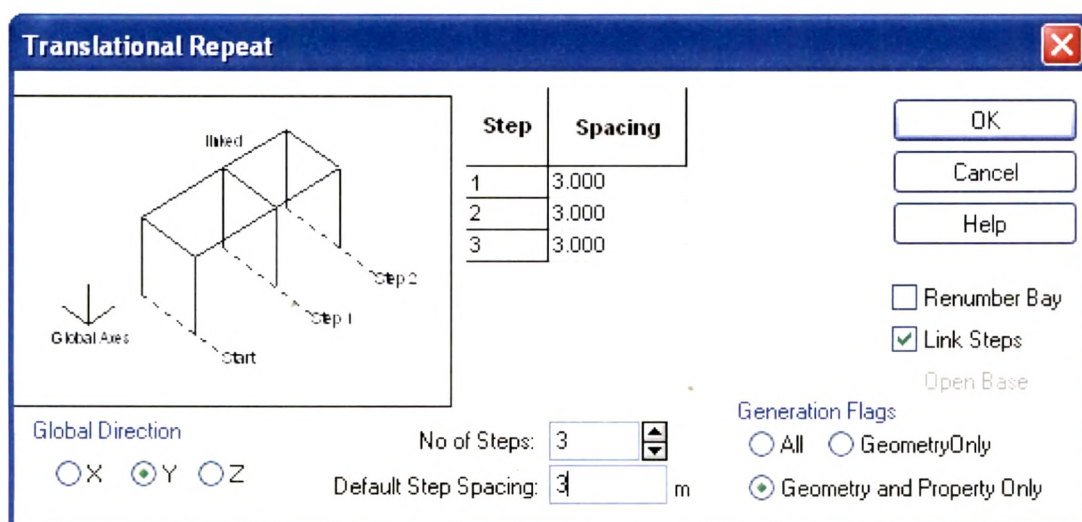 Translational Repeat
linked
Step 2
Step 1
Start
Global Axes
Step Spacing
1 3.000
2 3.000
3 3.000
OK
Cancel
Help
Renumber Bay
Link Steps
Open Base
Global Direction
X Y Z
No of Steps: 3
Default Step Spacing: 3 m
Generation Flags
All GeometryOnly
Geometry and Property Only